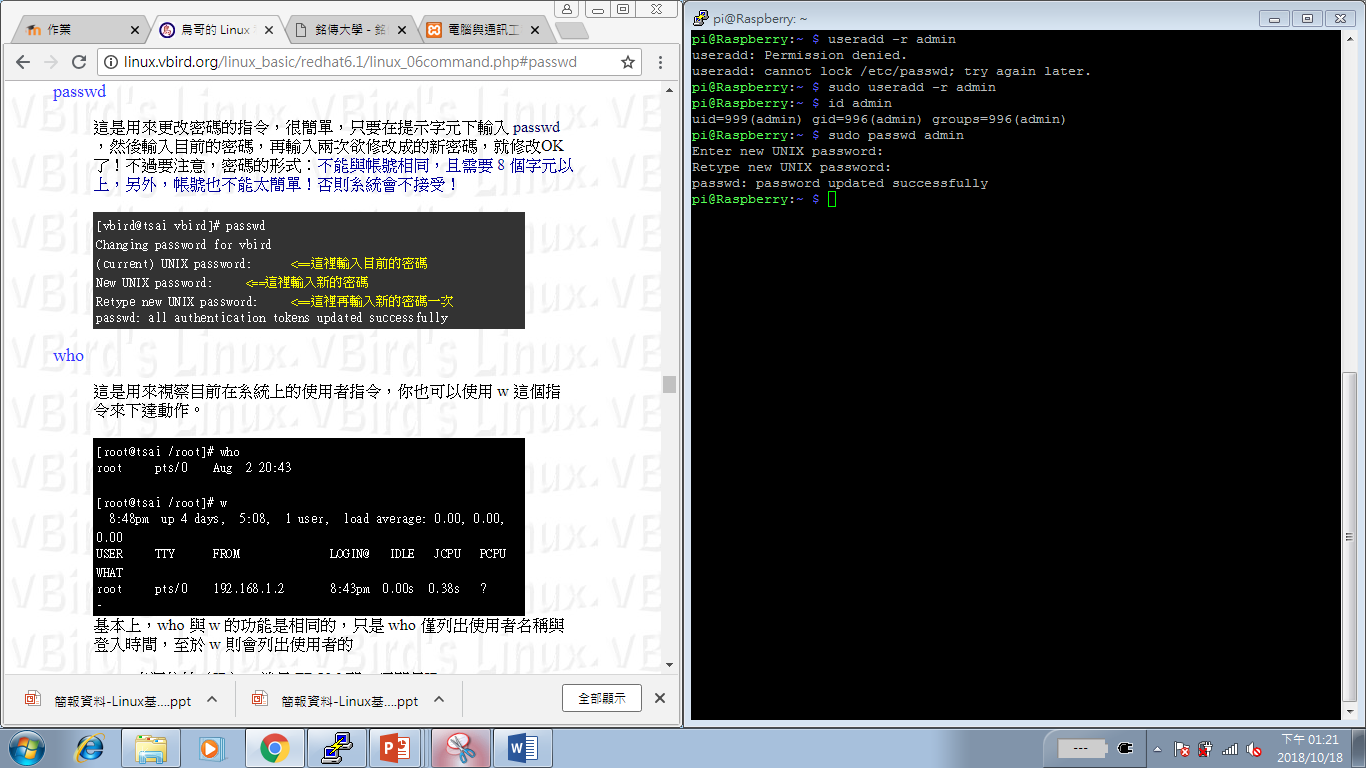 作業
鳥哥的 Linux
銘傳大學 - 銘
電腦與通訊工
linux.vbird.org/linux_basic/redhat6.1/linux_06command.php#passwd
passwd
這是用來更改密碼的指令，很簡單，只要在提示字元下輸入 passwd
，然後輸入目前的密碼，再輸入兩次欲修改成的新密碼，就修改OK
了！不過要注意，密碼的形式：不能與帳號相同，且需要 8 個字元以
上，另外，帳號也不能太簡單！否則系統會不接受！
[vbird@tsai vbird]# passwd
Changing password for vbird
(current) UNIX password: <==這裡輸入目前的密碼
New UNIX password: <==這裡輸入新的密碼
Retype new UNIX password: <==這裡再輸入新的密碼一次
passwd: all authentication tokens updated successfully
who
這是用來視察目前在系統上的使用者指令，你也可以使用 w 這個指
令來下達動作。
[root@tsai /root]# who
root pts/0 Aug 2 20:43
[root@tsai /root]# w
8:48pm up 4 days, 5:08, 1 user, load average: 0.00, 0.00,
0.00
USER TTY FROM LOGIN@ IDLE JCPU PCPU
WHAT
root pts/0 192.168.1.2 8:43pm 0.00s 0.38s ?
-
基本上，who 與 w 的功能是相同的，只是 who 僅列出使用者名稱與
登入時間，至於 w 則會列出使用者的
簡報資料-Linux基....ppt
簡報資料-Linux基....ppt
全部顯示
pi@Raspberry: ~
pi@Raspberry:~ $ useradd -r admin
useradd: Permission denied.
useradd: cannot lock /etc/passwd; try again later.
pi@Raspberry:~ $ sudo useradd -r admin
pi@Raspberry:~ $ id admin
uid=999(admin) gid=996(admin) groups=996(admin)
pi@Raspberry:~ $ sudo passwd admin
Enter new UNIX password:
Retype new UNIX password:
passwd: password updated successfully
pi@Raspberry:~ $
---
下午 01:21
2018/10/18